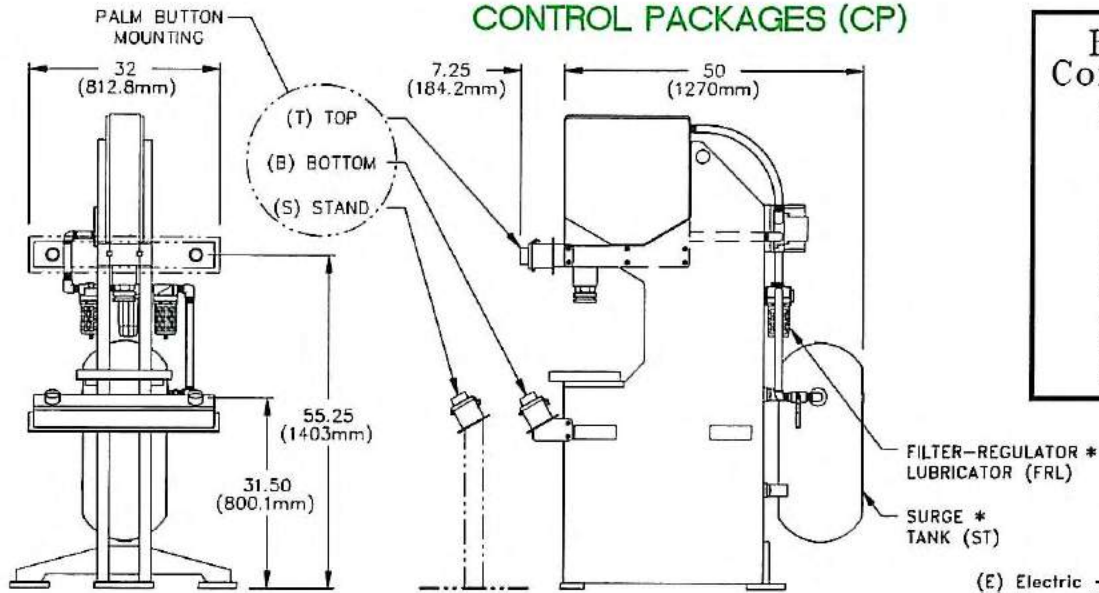 CONTROL PACKAGES (CP)
PALM BUTTON
MOUNTING
32
(812.8mm)
7.25
(184.2mm)
50
(1270mm)
(T) TOP
(B) BOTTOM
(S) STAND
55.25
(1403mm)
31.50
(800.1mm)
FILTER-REGULATOR *
LUBRICATOR (FRL)
SURGE *
TANK (ST)
(E) Electric -